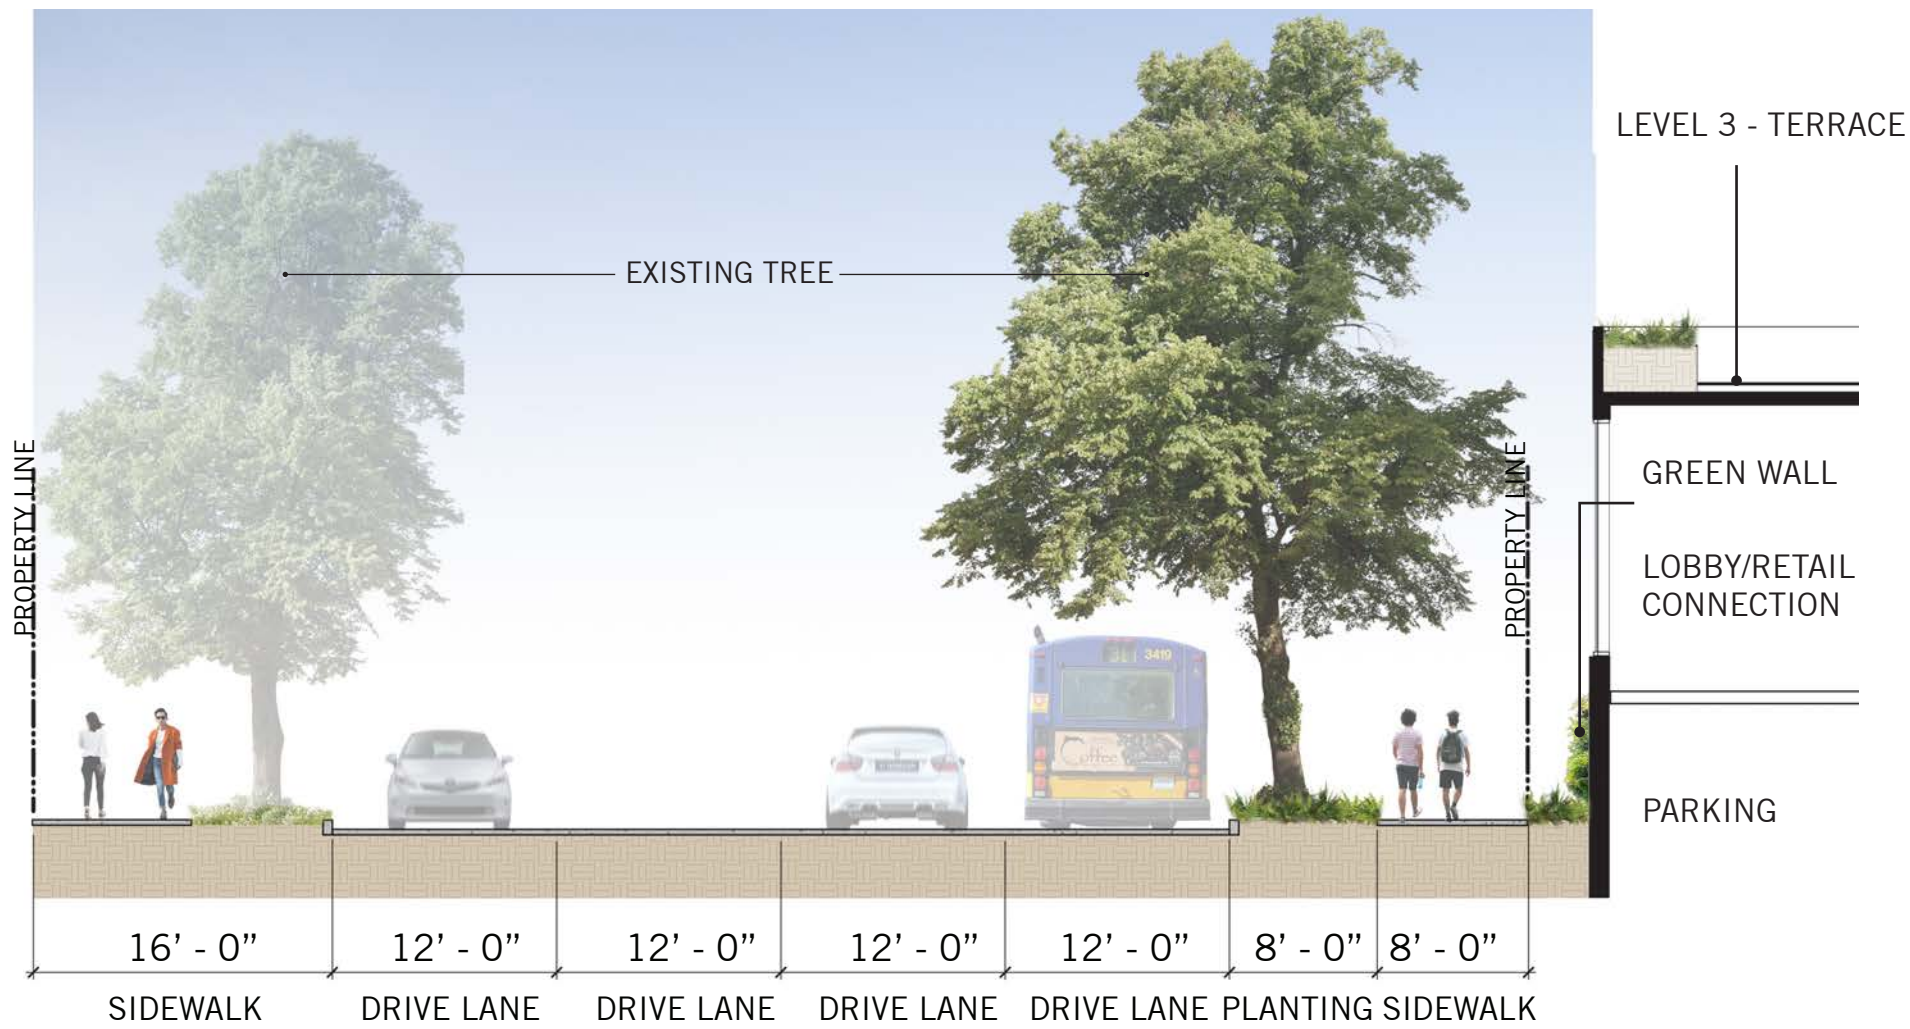 LEVEL 3 - TERRACE
EXISTING TREE
PROPERTY LINE
PROPERTY LINE
GREEN WALL
LOBBY/RETAIL
CONNECTION
3419
Coffee
PARKING
16’ - 0” 12’ - 0” 12’ - 0” 12’ - 0” 12’ - 0” 8’ - 0” 8’ - 0”
SIDEWALK DRIVE LANE DRIVE LANE DRIVE LANE DRIVE LANE PLANTING SIDEWALK